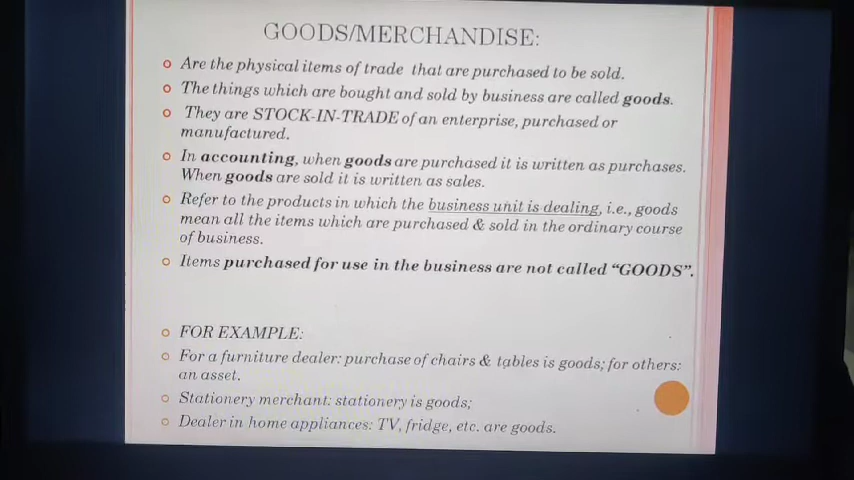 GOODS/MERCHANDISE:
Are the physical items of trade that are purchased to be sold.
The things which are bought and sold by business are called goods.
They are STOCK-IN-TRADE of an enterprise, purchased or
manufactured.
In accounting, when goods are purchased it is written as purchases.
When goods are sold it is written as sales.
Refer to the products in which the business unit is dealing, i.e., goods
mean all the items which are purchased & sold in the ordinary course
of business.
Items purchased for use in the business are not called “GOODS”.
FOR EXAMPLE:
For a furniture dealer: purchase of chairs & tables is goods; for others:
an asset.
Stationery merchant: stationery is goods;
Dealer in home appliances: TV, fridge, etc. are goods.